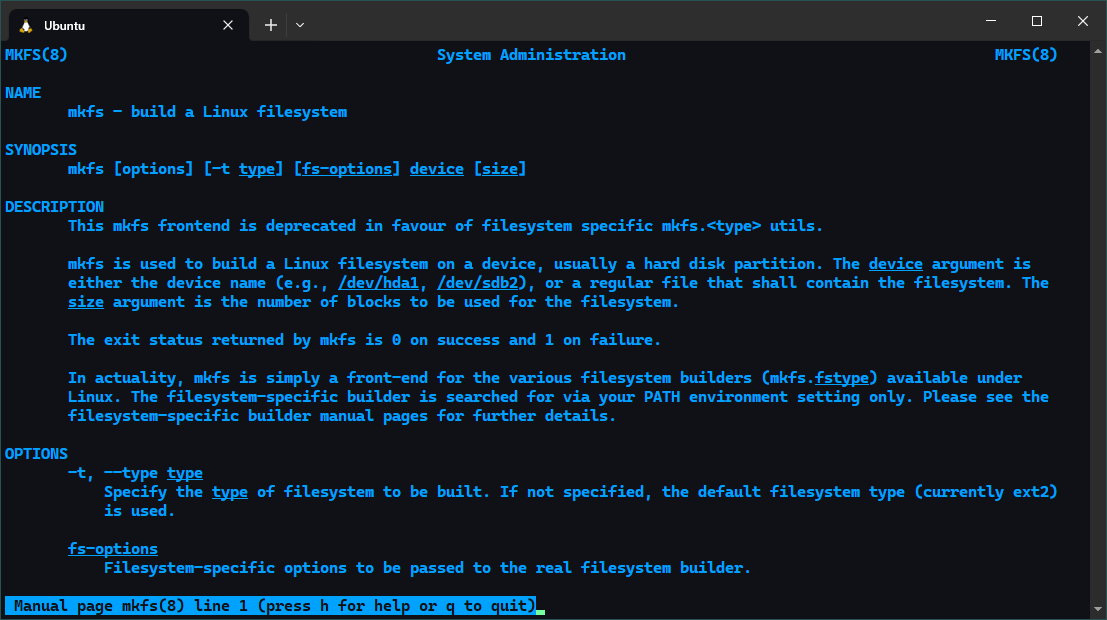 Ubuntu
MKFS(8) System Administration MKFS(8)
NAME
mkfs - build a Linux filesystem
SYNOPSIS
mkfs [options] [-t type] [fs-options] device [size]
DESCRIPTION
This mkfs frontend is deprecated in favour of filesystem specific mkfs.<type> utils.
mkfs is used to build a Linux filesystem on a device, usually a hard disk partition. The device argument is
either the device name (e.g., /dev/hda1, /dev/sdb2), or a regular file that shall contain the filesystem. The
size argument is the number of blocks to be used for the filesystem.
The exit status returned by mkfs is 0 on success and 1 on failure.
In actuality, mkfs is simply a front-end for the various filesystem builders (mkfs.fstype) available under
Linux. The filesystem-specific builder is searched for via your PATH environment setting only. Please see the
filesystem-specific builder manual pages for further details.
OPTIONS
-t, --type type
Specify the type of filesystem to be built. If not specified, the default filesystem type (currently ext2)
is used.
fs-options
Filesystem-specific options to be passed to the real filesystem builder.
Manual page mkfs(8) line 1 (press h for help or q to quit)